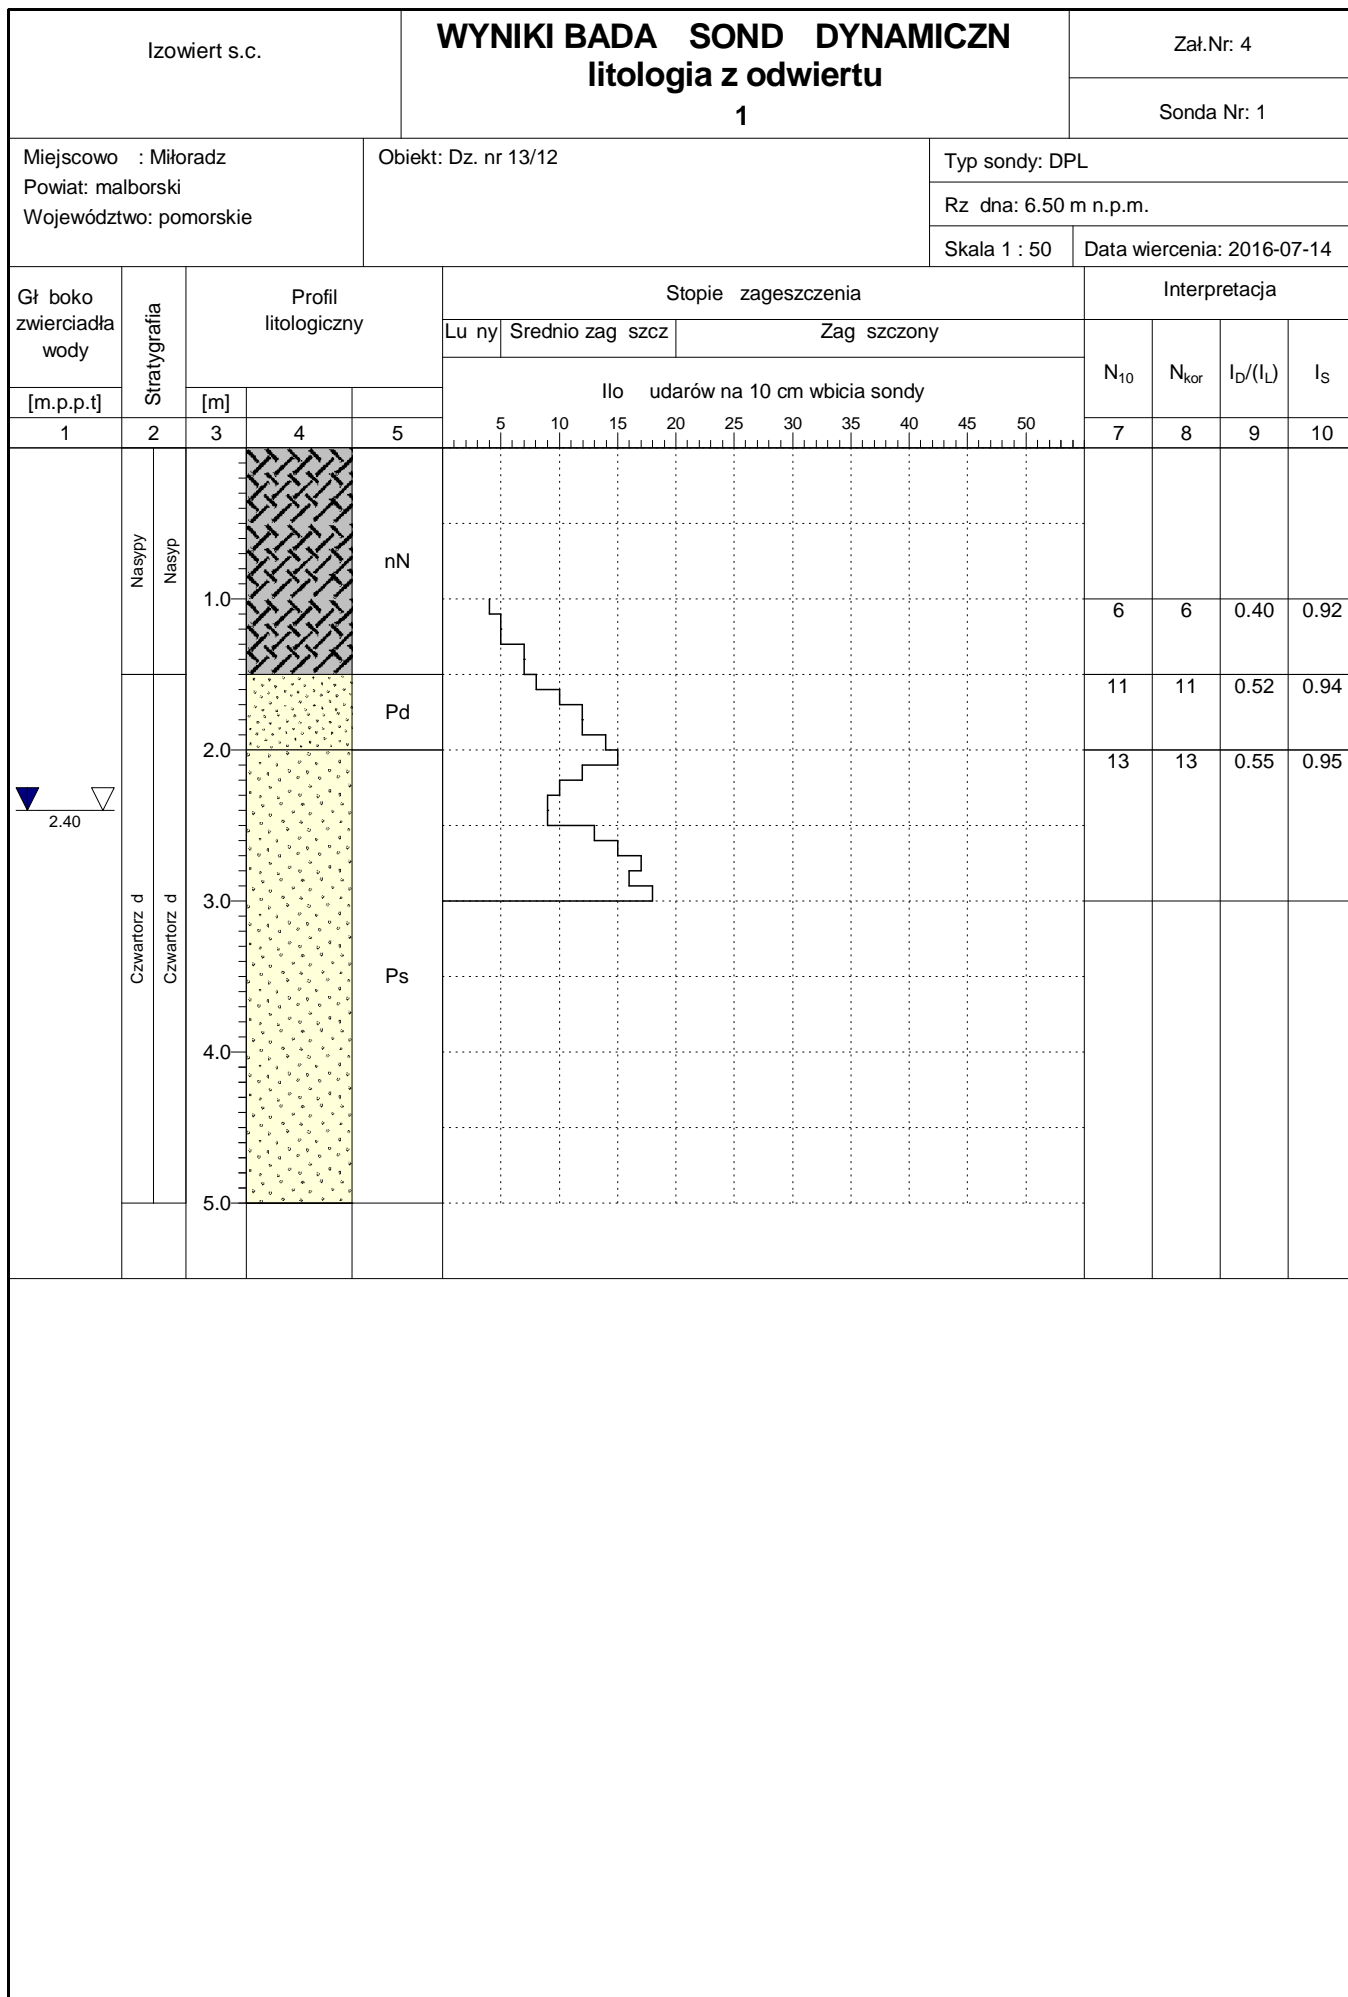 Izowiert s.c.
WYNIKI BADA SOND DYNAMICZN
litologia z odwiertu
1
Zał.Nr: 4
Sonda Nr: 1
Miejscowo : Miłoradz
Powiat: malborski
Województwo: pomorskie
Obiekt: Dz. nr 13/12
Typ sondy: DPL
Rz dna: 6.50 m n.p.m.
Skala 1 : 50
Data wiercenia: 2016-07-14
Gł boko
zwierciadła
wody
[m.p.p.t]
Stratygrafia
Profil
litologiczny
[m]
Stopie zageszczenia
Lu ny
Srednio zag szcz
Zag szczony
Ilo udarów na 10 cm wbicia sondy
5 10 15 20 25 30 35 40 45 50
Interpretacja
N10 Nkor ID/(IL) IS
1 2 3 4 5 7 8 9 10
Nasypy
Nasyp
nN
1.0
6 6 0.40 0.92
Pd
11 11 0.52 0.94
2.0
13 13 0.55 0.95
2.40
Czwartorz d
Czwartorz d
3.0
Ps
4.0
5.0